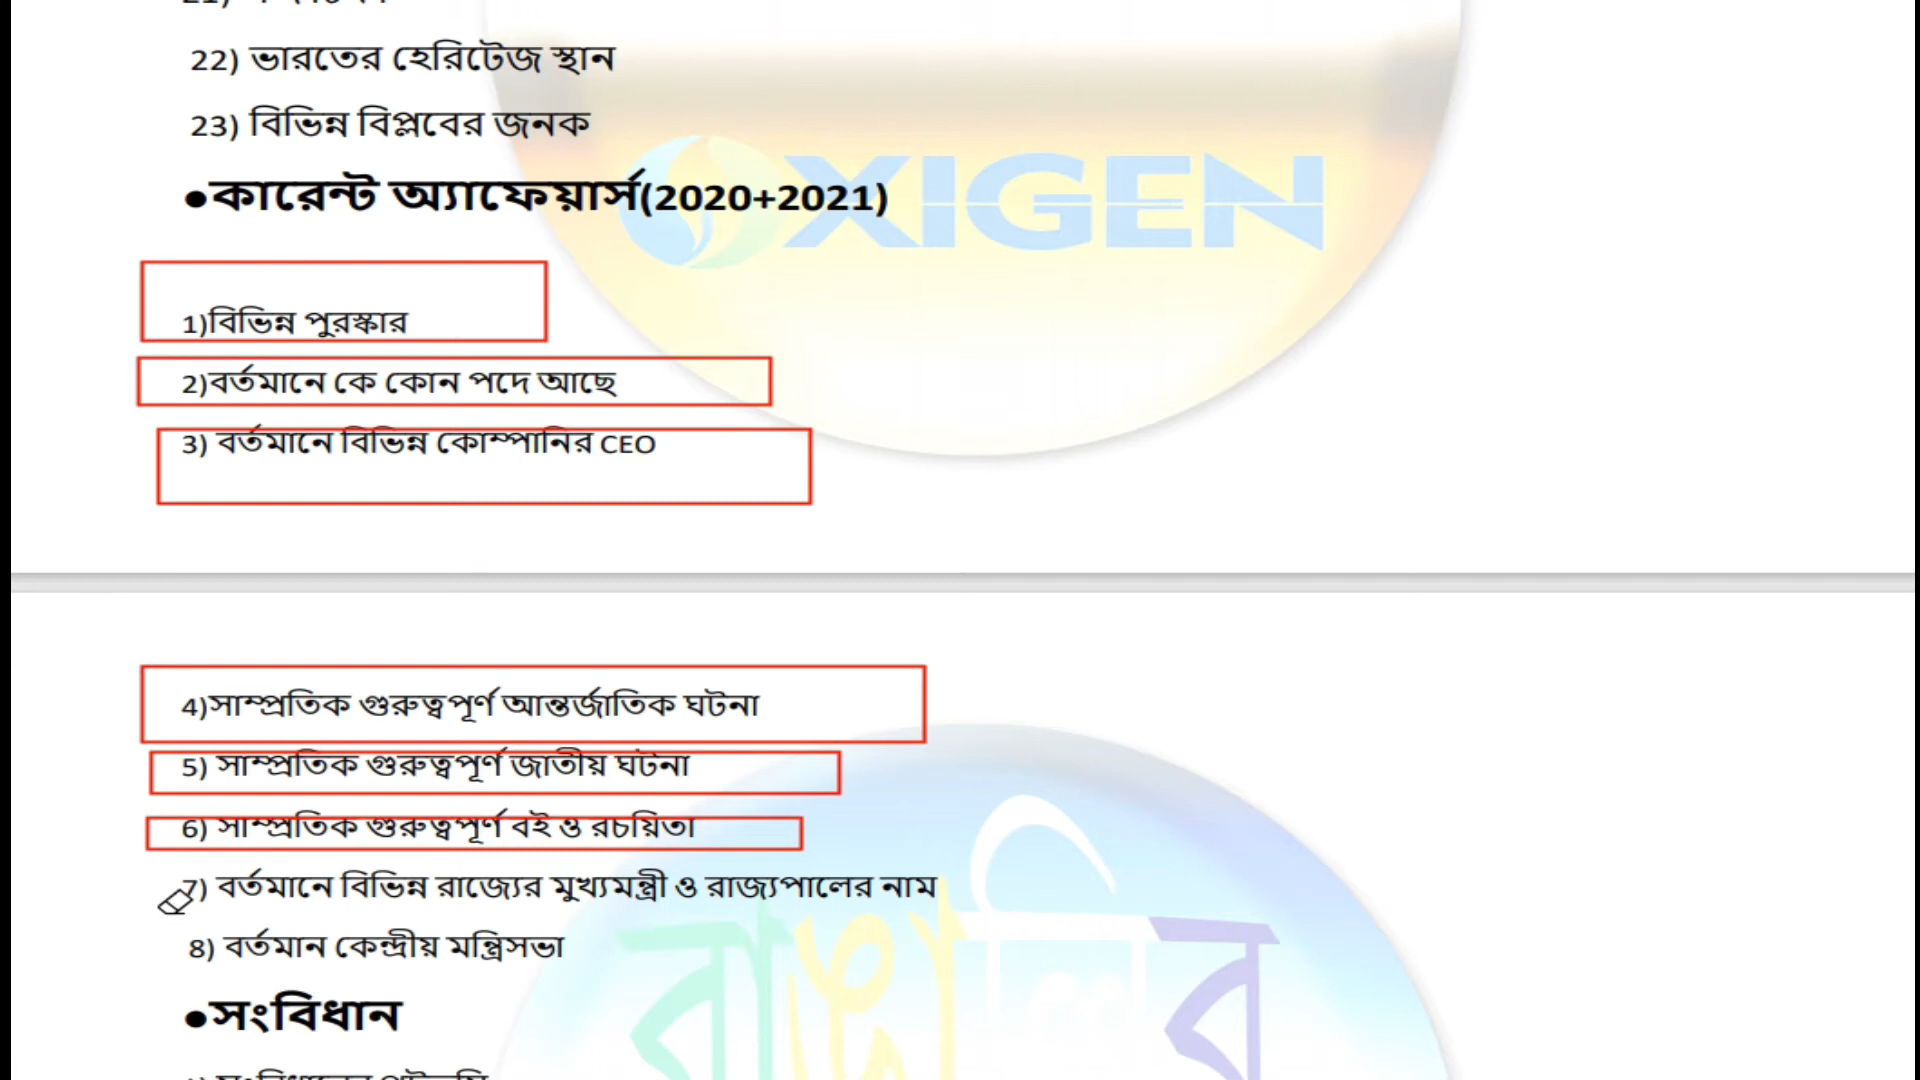 22) ভারতের হেরিটেজ স্থান
23) বিভিন্ন বিপ্লবের জনক
●কারেন্ট অ্যাফেয়ার্স(2020+2021)
OXIGEN
1)বিভিন্ন পুরস্কার
2)বর্তমানে কে কোন পদে আছে
3) বর্তমানে বিভিন্ন কোম্পানির CEO
4)সাম্প্রতিক গুরুত্বপূর্ণ আন্তর্জাতিক ঘটনা
5) সাম্প্রতিক গুরুত্বপূর্ণ জাতীয় ঘটনা
6) সাম্প্রতিক গুরুত্বপূর্ণ বই ও রচয়িতা
7) বর্তমানে বিভিন্ন রাজ্যের মুখ্যমন্ত্রী ও রাজ্যপালের নাম
8) বর্তমান কেন্দ্রীয় মন্ত্রিসভা
●সংবিধান